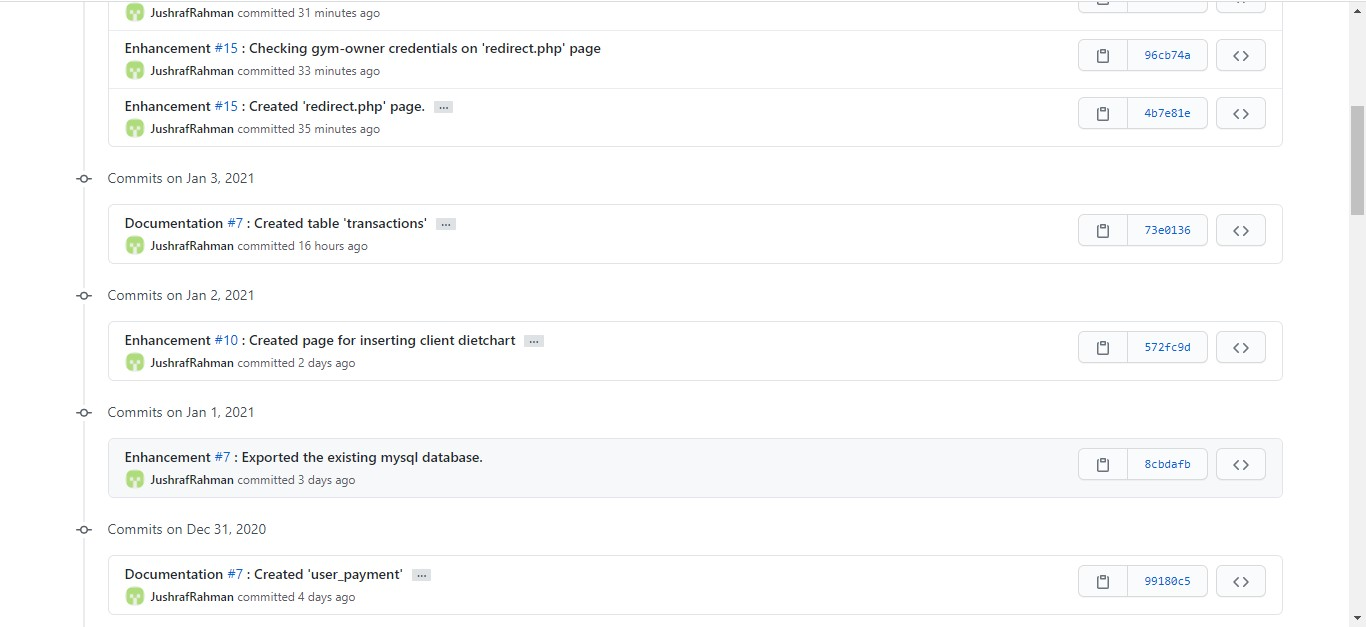 JushrafRahman committed 31 minutes ago
Enhancement #15 : Checking gym-owner credentials on 'redirect.php' page
JushrafRahman committed 33 minutes ago
96cb74a
Enhancement #15 : Created 'redirect.php' page. ...
JushrafRahman committed 35 minutes ago
4b7e81e
Commits on Jan 3, 2021
Documentation #7 : Created table 'transactions' ...
JushrafRahman committed 16 hours ago
73e0136
Commits on Jan 2, 2021
Enhancement #10 : Created page for inserting client dietchart ...
JushrafRahman committed 2 days ago
572fc9d
Commits on Jan 1, 2021
Enhancement #7 : Exported the existing mysql database.
JushrafRahman committed 3 days ago
8cbdafb
Commits on Dec 31, 2020
Documentation #7 : Created 'user_payment' ...
JushrafRahman committed 4 days ago
99180c5